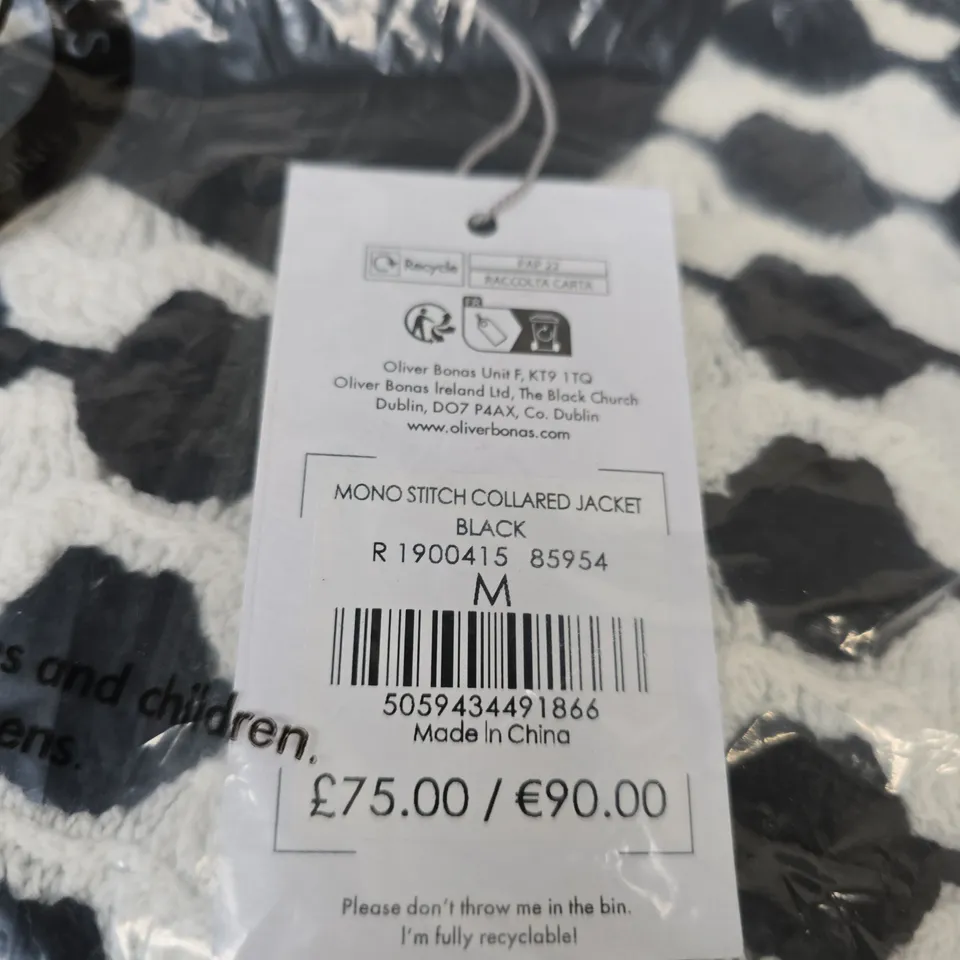 Recycle
PAP 22
RACCOLTA CARTA
FR
Oliver Bonas Unit F, KT9 1TQ
Oliver Bonas Ireland Ltd, The Black Church
Dublin, DO7 P4AX, Co. Dublin
www.oliverbonas.com
MONO STITCH COLLARED JACKET
BLACK
R 1900415 85954
M
5059434491866
Made In China
£75.00 / €90.00
Please don't throw me in the bin.
I'm fully recyclable!
and children.